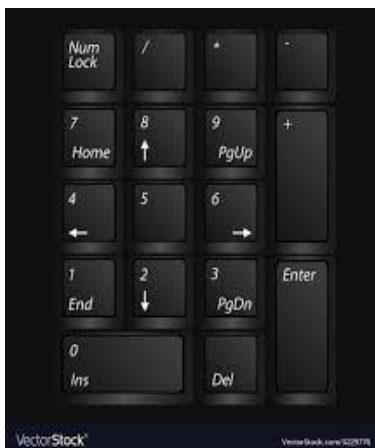 Num
Lock
/
*
-
7
Home
8
↑
9
PgUp
+
4
←
5
6
→
1
End
2
↓
3
PgDn
Enter
0
Ins
Del
VectorStock®
VectorStock.com/5229776